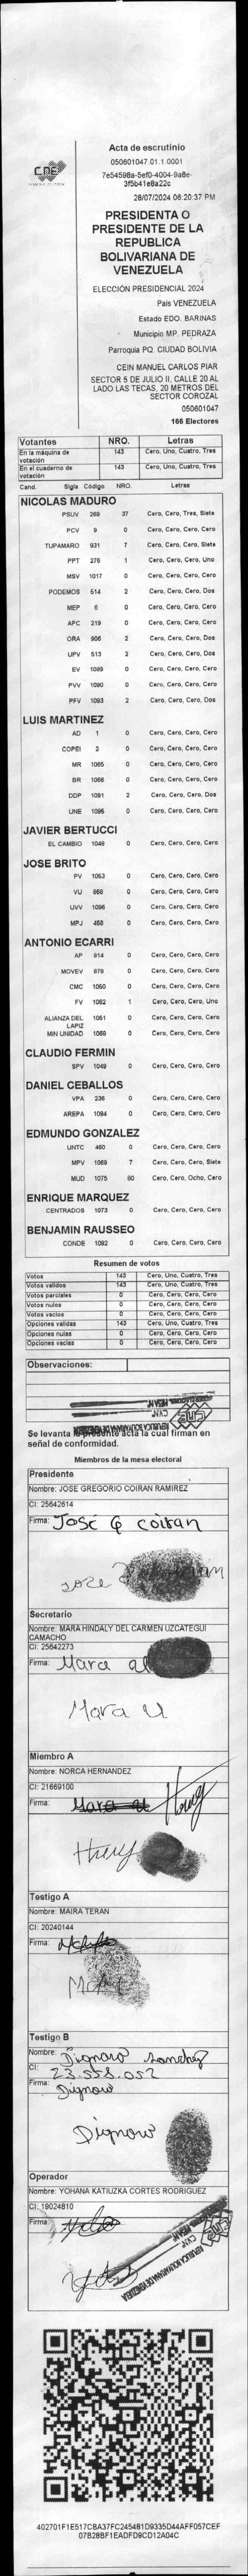 CNE
Acta de escrutinio
050601047.01.1.0001
7e54598a-5ef0-4004-9a8e-
3f5b41e8a22c
28/07/2024 06:20:37 PM
PRESIDENTA O
PRESIDENTE DE LA
REPUBLICA
BOLIVARIANA DE
VENEZUELA
ELECCIÓN PRESIDENCIAL 2024
País VENEZUELA
Estado EDO. BARINAS
Municipio MP. PEDRAZA
Parroquia PQ. CIUDAD BOLIVIA
CEIN MANUEL CARLOS PIAR
SECTOR 5 DE JULIO II, CALLE 20 AL
LADO LAS TECAS, 20 METROS DEL
SECTOR COROZAL
050601047
166 Electores
Votantes NRO. Letras
En la máquina de votación 143 Cero, Uno, Cuatro, Tres
En el cuaderno de votación 143 Cero, Uno, Cuatro, Tres
Cand. Sigla Código NRO. Letras
NICOLAS MADURO
PSUV 269 37 Cero, Cero, Tres, Siete
PCV 9 0 Cero, Cero, Cero, Cero
TUPAMARO 931 7 Cero, Cero, Cero, Siete
PPT 276 1 Cero, Cero, Cero, Uno
MSV 1017 0 Cero, Cero, Cero, Cero
PODEMOS 514 2 Cero, Cero, Cero, Dos
MEP 6 0 Cero, Cero, Cero, Cero
APC 219 0 Cero, Cero, Cero, Cero
ORA 906 2 Cero, Cero, Cero, Dos
UPV 513 2 Cero, Cero, Cero, Dos
EV 1089 0 Cero, Cero, Cero, Cero
PVV 1090 0 Cero, Cero, Cero, Cero
PFV 1093 2 Cero, Cero, Cero, Dos
LUIS MARTINEZ
AD 1 0 Cero, Cero, Cero, Cero
COPEI 2 0 Cero, Cero, Cero, Cero
MR 1065 0 Cero, Cero, Cero, Cero
BR 1066 0 Cero, Cero, Cero, Cero
DDP 1091 2 Cero, Cero, Cero, Dos
UNE 1095 0 Cero, Cero, Cero, Cero
JAVIER BERTUCCI
EL CAMBIO 1048 0 Cero, Cero, Cero, Cero
JOSE BRITO
PV 1053 0 Cero, Cero, Cero, Cero
VU 868 0 Cero, Cero, Cero, Cero
UVV 1096 0 Cero, Cero, Cero, Cero
MPJ 458 0 Cero, Cero, Cero, Cero
ANTONIO ECARRI
AP 914 0 Cero, Cero, Cero, Cero
MOVEV 979 0 Cero, Cero, Cero, Cero
CMC 1050 0 Cero, Cero, Cero, Cero
FV 1062 1 Cero, Cero, Cero, Uno
ALIANZA DEL LAPIZ 1051 0 Cero, Cero, Cero, Cero
MIN UNIDAD 1068 0 Cero, Cero, Cero, Cero
CLAUDIO FERMIN
SPV 1049 0 Cero, Cero, Cero, Cero
DANIEL CEBALLOS
VPA 236 0 Cero, Cero, Cero, Cero
AREPA 1094 0 Cero, Cero, Cero, Cero
EDMUNDO GONZALEZ
UNTC 460 0 Cero, Cero, Cero, Cero
MPV 1069 7 Cero, Cero, Cero, Siete
MUD 1075 80 Cero, Cero, Ocho, Cero
ENRIQUE MARQUEZ
CENTRADOS 1073 0 Cero, Cero, Cero, Cero
BENJAMIN RAUSSEO
CONDE 1092 0 Cero, Cero, Cero, Cero
Resumen de votos
Votos 143 Cero, Uno, Cuatro, Tres
Votos validos 143 Cero, Uno, Cuatro, Tres
Votos parciales 0 Cero, Cero, Cero, Cero
Votos nulos 0 Cero, Cero, Cero, Cero
Votos vacios 0 Cero, Cero, Cero, Cero
Opciones validas 143 Cero, Uno, Cuatro, Tres
Opciones nulas 0 Cero, Cero, Cero, Cero
Opciones vacias 0 Cero, Cero, Cero, Cero
Observaciones:
CNE
REPUBLICA BOLIVARIANA DE VENEZUELA
Se levanta la presente acta la cual firman en
señal de conformidad.
Miembros de la mesa electoral
Presidente
Nombre: JOSE GREGORIO COIRAN RAMIREZ
CI: 25642614
Firma: José G coiran
Jose
Secretario
Nombre: MARA HINDALY DEL CARMEN UZCATEGUI
CAMACHO
CI: 25642273
Firma: Mara U
Mara U
Miembro A
Nombre: NORCA HERNANDEZ
CI: 21669100
Firma: Mara U
Testigo A
Nombre: MAIRA TERAN
CI: 20240144
Firma:
Testigo B
Nombre: Dignora Sanchez
CI: 23.558.052
Firma: Dignora
Dignora
Operador
Nombre: YOHANA KATIUZKA CORTES RODRIGUEZ
CI: 19024810
Firma:
CNE
REPUBLICA BOLIVARIANA DE VENEZUELA
402701F1E517CBA37FC245481D9335D44AFF057CEF
07B28BF1EADFD9CD12A04C